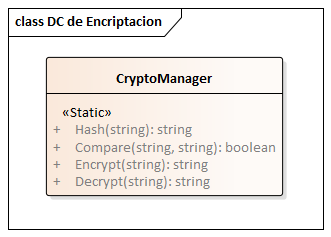 class DC de Encriptacion
CryptoManager
«Static»
+ Hash(string): string
+ Compare(string, string): boolean
+ Encrypt(string): string
+ Decrypt(string): string